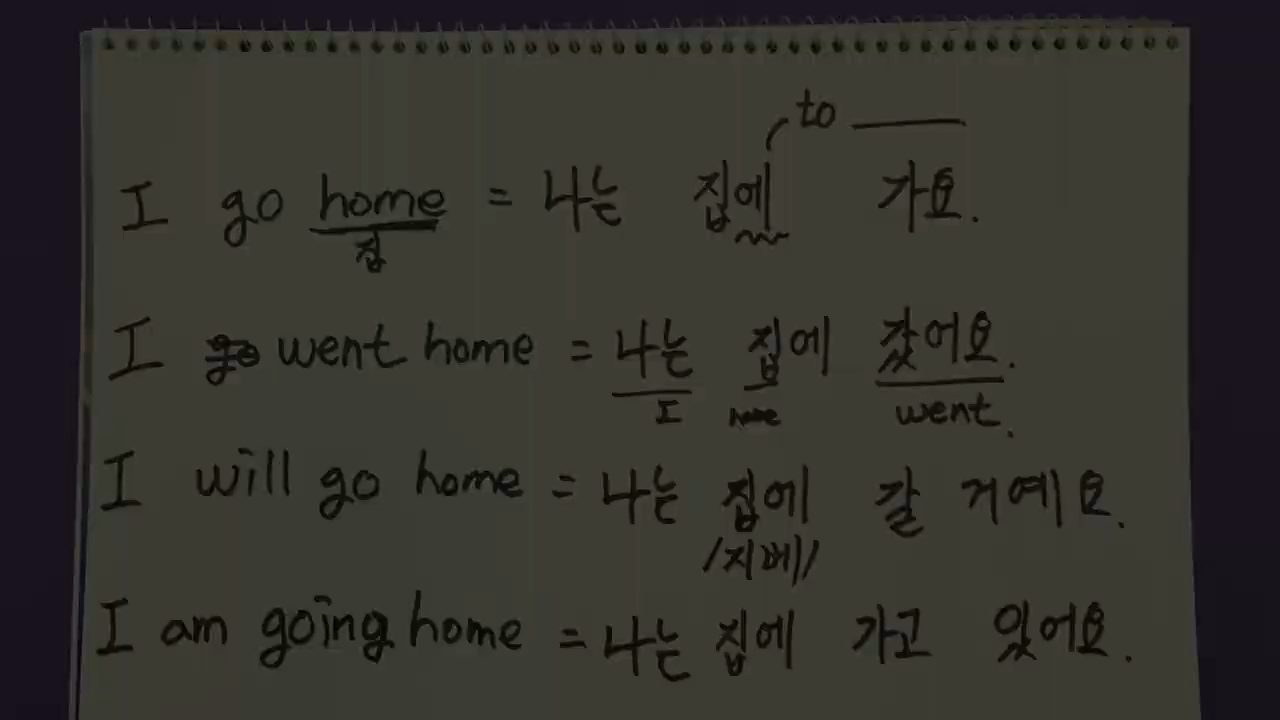 to
I go home = 나는 집에 가요.
집
I go went home = 나는 집에 갔어요.
I home went.
I will go home = 나는 집에 갈 거예요.
/지베/
I am going home = 나는 집에 가고 있어요.